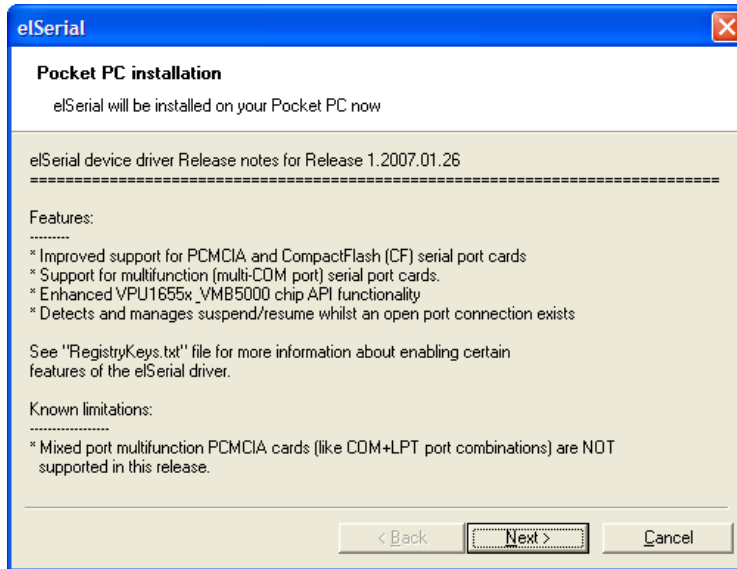 elSerial
Pocket PC installation
elSerial will be installed on your Pocket PC now
elSerial device driver Release notes for Release 1.2007.01.26
==============================================================================
Features:
---------
* Improved support for PCMCIA and CompactFlash (CF) serial port cards
* Support for multifunction (multi-COM port) serial port cards.
* Enhanced VPU1655x_VMB5000 chip API functionality
* Detects and manages suspend/resume whilst an open port connection exists
See "RegistryKeys.txt" file for more information about enabling certain
features of the elSerial driver.
Known limitations:
-----------------
* Mixed port multifunction PCMCIA cards (like COM+LPT port combinations) are NOT
supported in this release.
< Back
Next >
Cancel